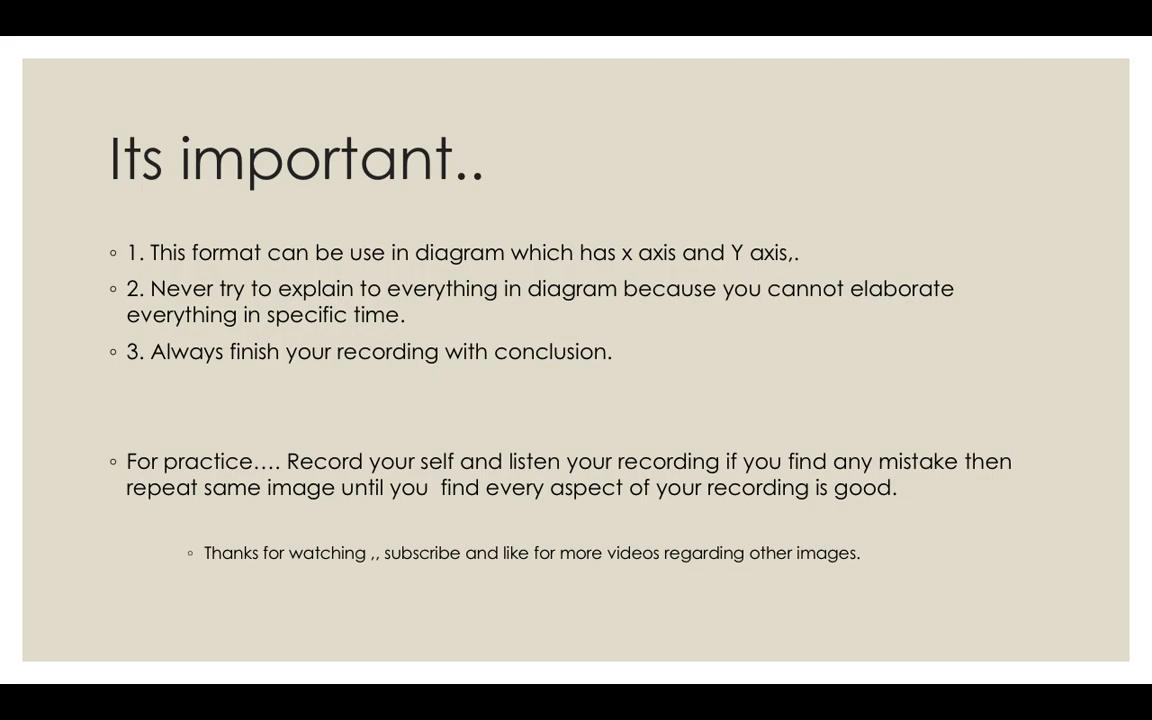 Its important..
◦ 1. This format can be use in diagram which has x axis and Y axis,.
◦ 2. Never try to explain to everything in diagram because you cannot elaborate
everything in specific time.
◦ 3. Always finish your recording with conclusion.
◦ For practice…. Record your self and listen your recording if you find any mistake then
repeat same image until you  find every aspect of your recording is good.
◦ Thanks for watching ,, subscribe and like for more videos regarding other images.